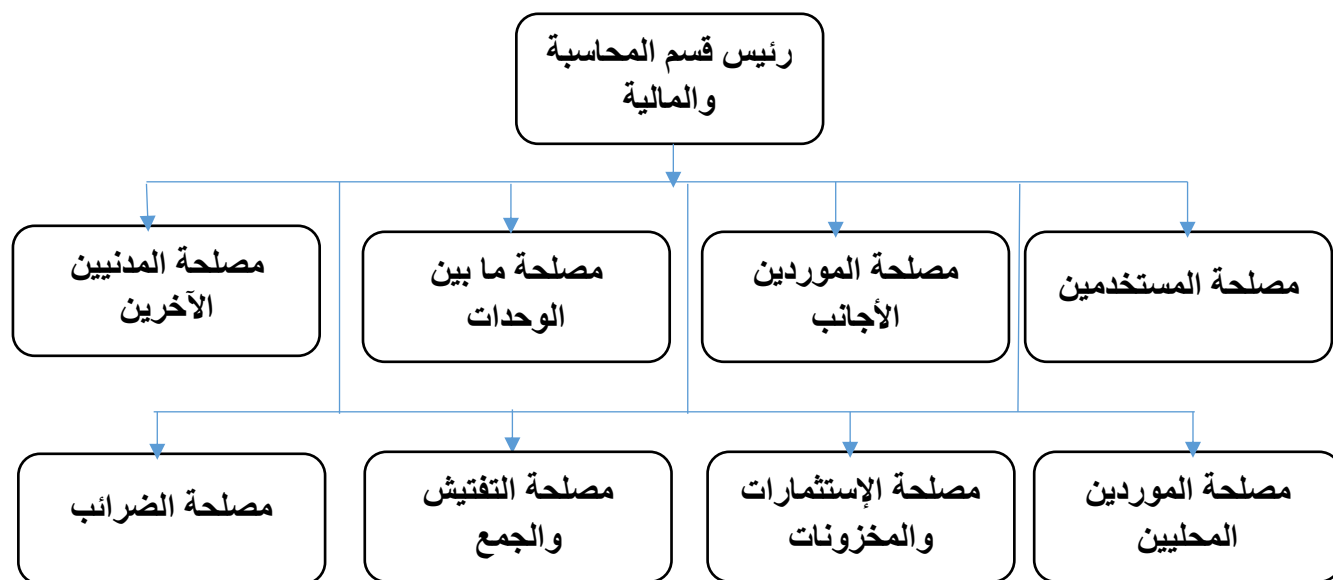 رئيس قسم المحاسبة
والمالية
مصلحة المستخدمين
مصلحة الموردين
الأجانب
مصلحة ما بين
الوحدات
مصلحة المدنيين
الآخرين
مصلحة الموردين
المحليين
مصلحة الإستثمارات
والمخزونات
مصلحة التفتيش
والجمع
مصلحة الضرائب